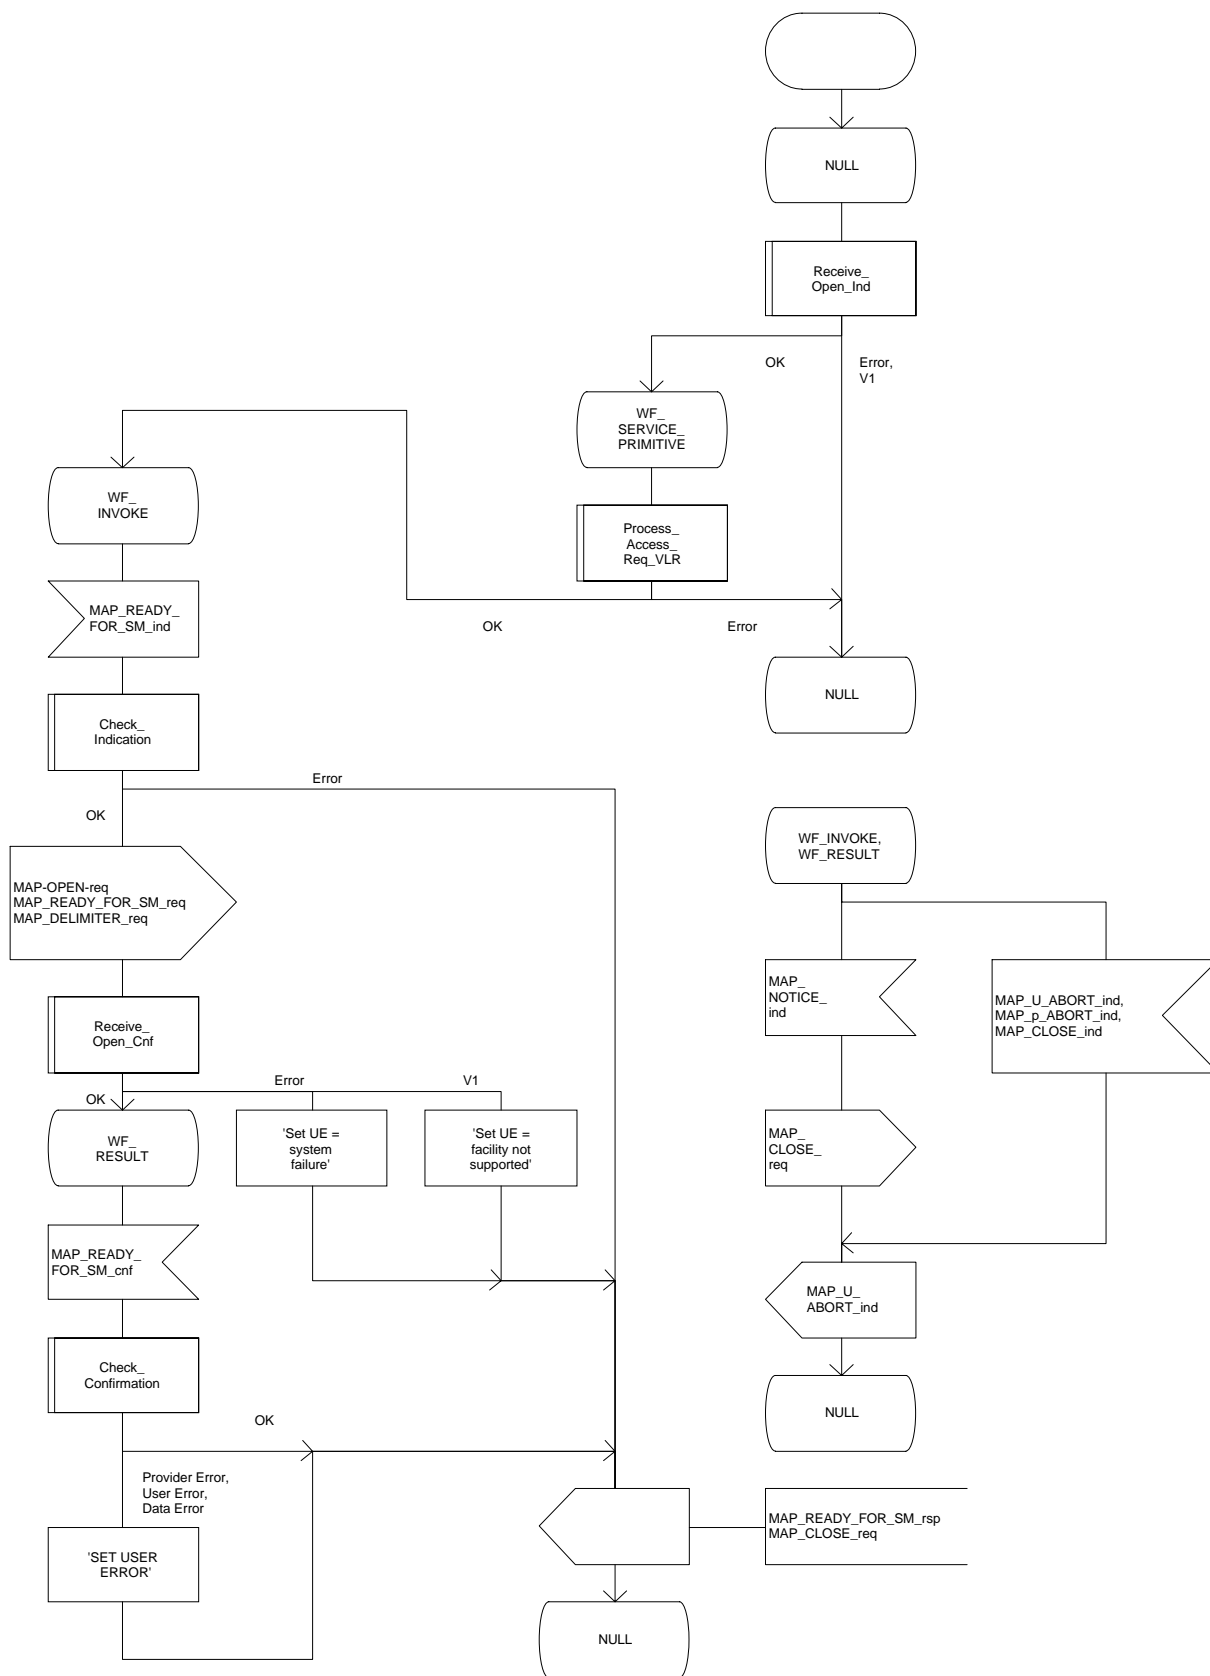 NULL
Receive_
Open_Ind
OK
Error,
V1
WF_
SERVICE_
PRIMITIVE
WF_
INVOKE
Process_
Access_
Req_VLR
MAP_READY_
FOR_SM_ind
OK
Error
NULL
Check_
Indication
Error
OK
WF_INVOKE,
WF_RESULT
MAP-OPEN-req
MAP_READY_FOR_SM_req
MAP_DELIMITER_req
MAP_
NOTICE_
ind
MAP_U_ABORT_ind,
MAP_p_ABORT_ind,
MAP_CLOSE_ind
Receive_
Open_Cnf
Error
V1
OK
WF_
RESULT
'Set UE =
system
failure'
'Set UE =
facility not
supported'
MAP_
CLOSE_
req
MAP_READY_
FOR_SM_cnf
MAP_U_
ABORT_ind
Check_
Confirmation
NULL
OK
Provider Error,
User Error,
Data Error
MAP_READY_FOR_SM_rsp
MAP_CLOSE_req
'SET USER
ERROR'
NULL